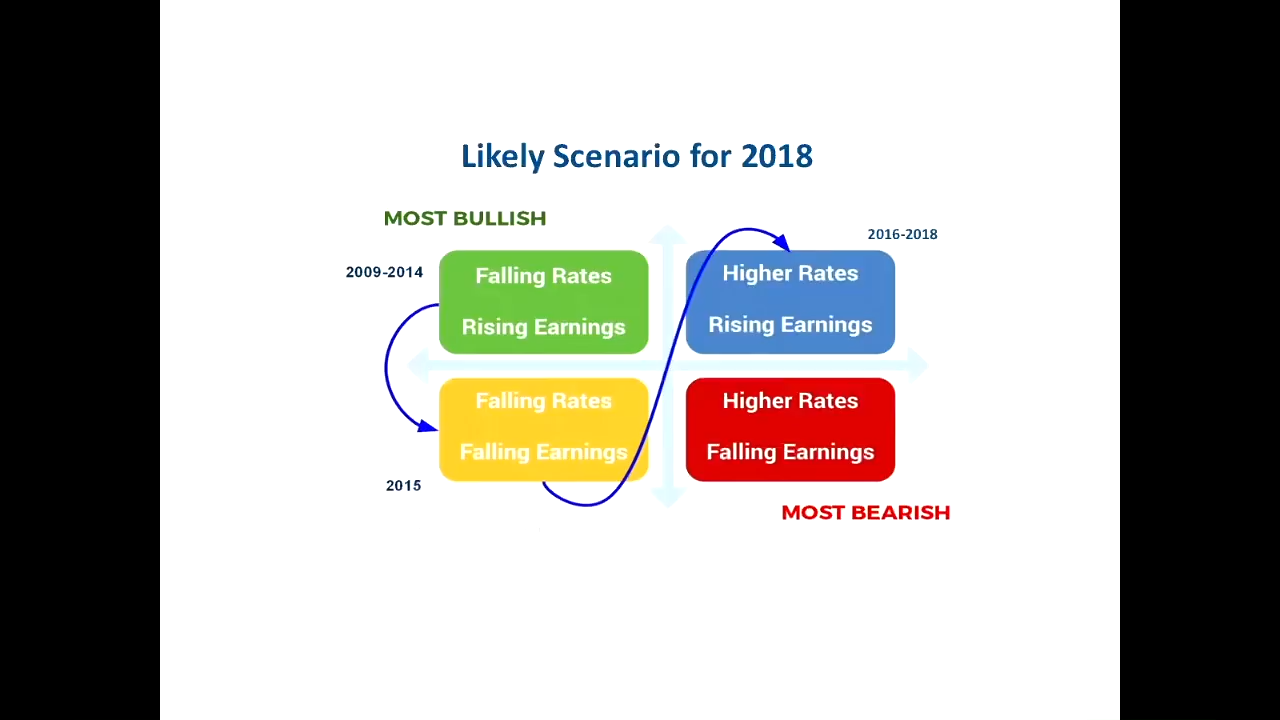 Likely Scenario for 2018
MOST BULLISH
2016-2018
2009-2014
Falling Rates
Rising Earnings
Higher Rates
Rising Earnings
Falling Rates
Falling Earnings
Higher Rates
Falling Earnings
2015
MOST BEARISH